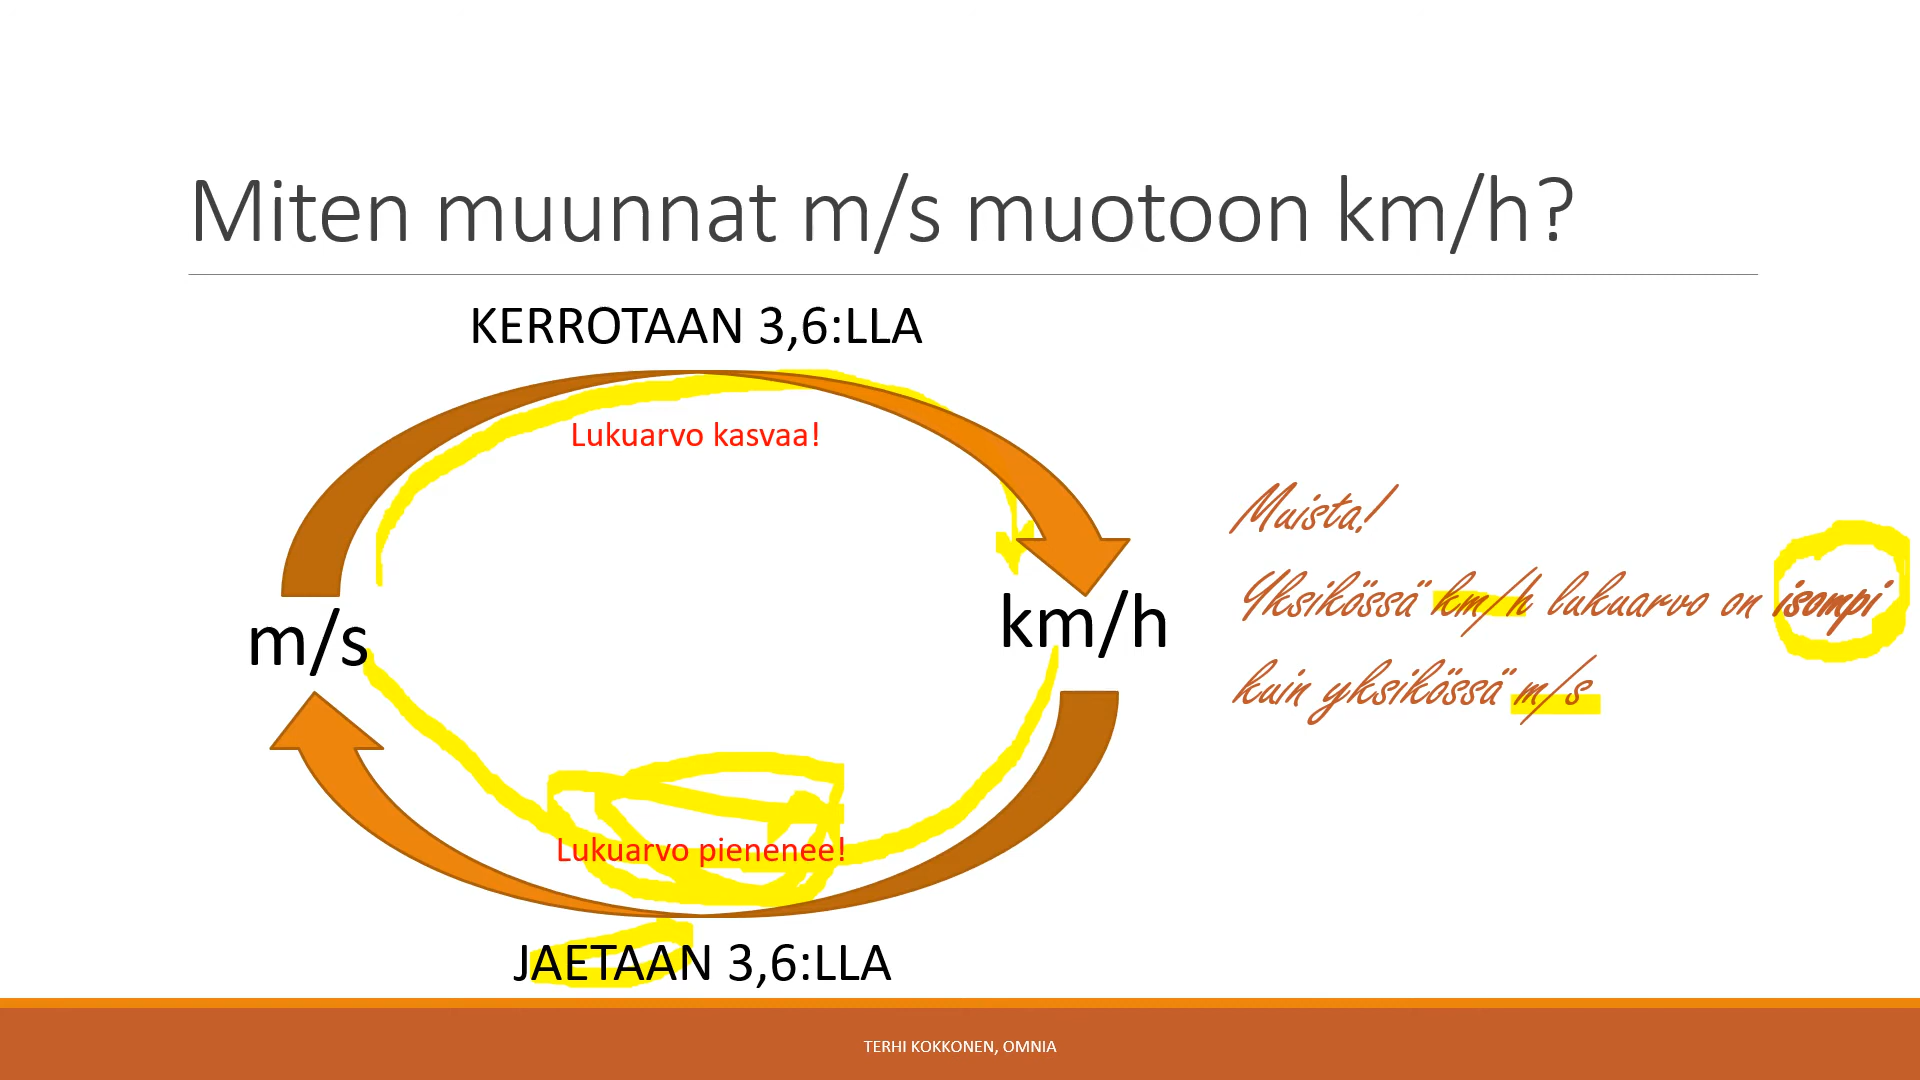 Miten muunnat m/s muotoon km/h?
KERROTAAN 3,6:LLA
Lukuarvo kasvaa!
m/s
km/h
Muista!
Yksikössä km/h lukuarvo on isompi
kuin yksikössä m/s
Lukuarvo pienenee!
JAETAAN 3,6:LLA
TERHI KOKKONEN, OMNIA